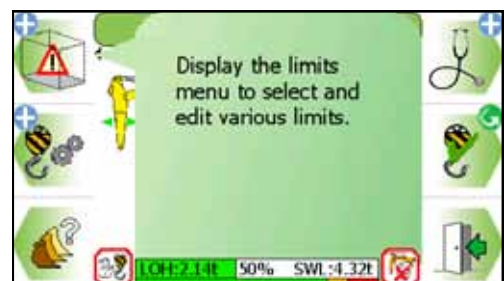 Display the limits
menu to select and
edit various limits.
LOH:2.14t 50% SWL:4.32t